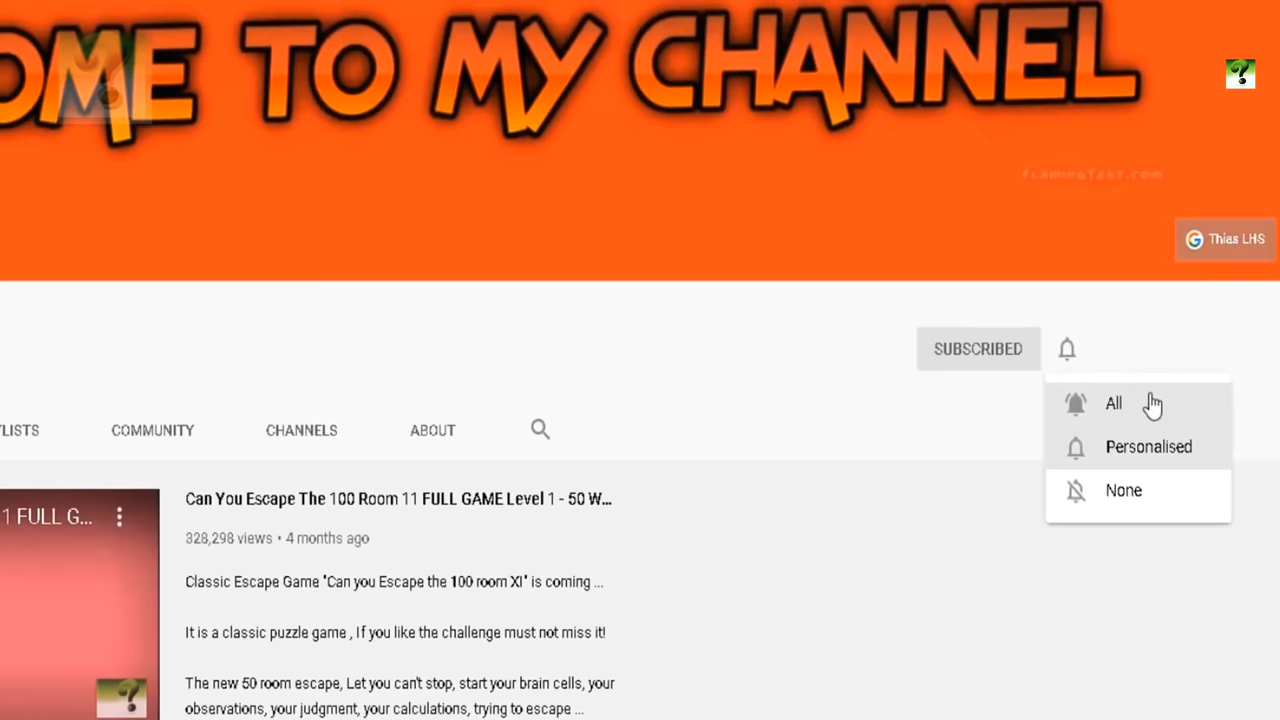 OME TO MY CHANNEL
FLAMINGTEXT.COM
Thias LHS
SUBSCRIBED
All
LISTS COMMUNITY CHANNELS ABOUT
Personalised
None
Can You Escape The 100 Room 11 FULL GAME Level 1 - 50 W...
1 FULL G...
328,298 views • 4 months ago
Classic Escape Game "Can you Escape the 100 room XI" is coming ...
It is a classic puzzle game , If you like the challenge must not miss it!
The new 50 room escape, Let you can't stop, start your brain cells, your
observations, your judgment, your calculations, trying to escape ...